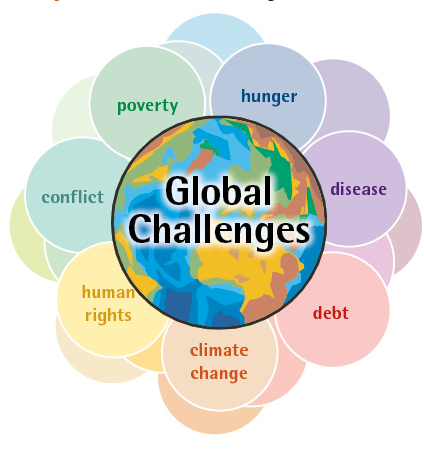 poverty
hunger
Global
Challenges
conflict
disease
human
rights
debt
climate
change